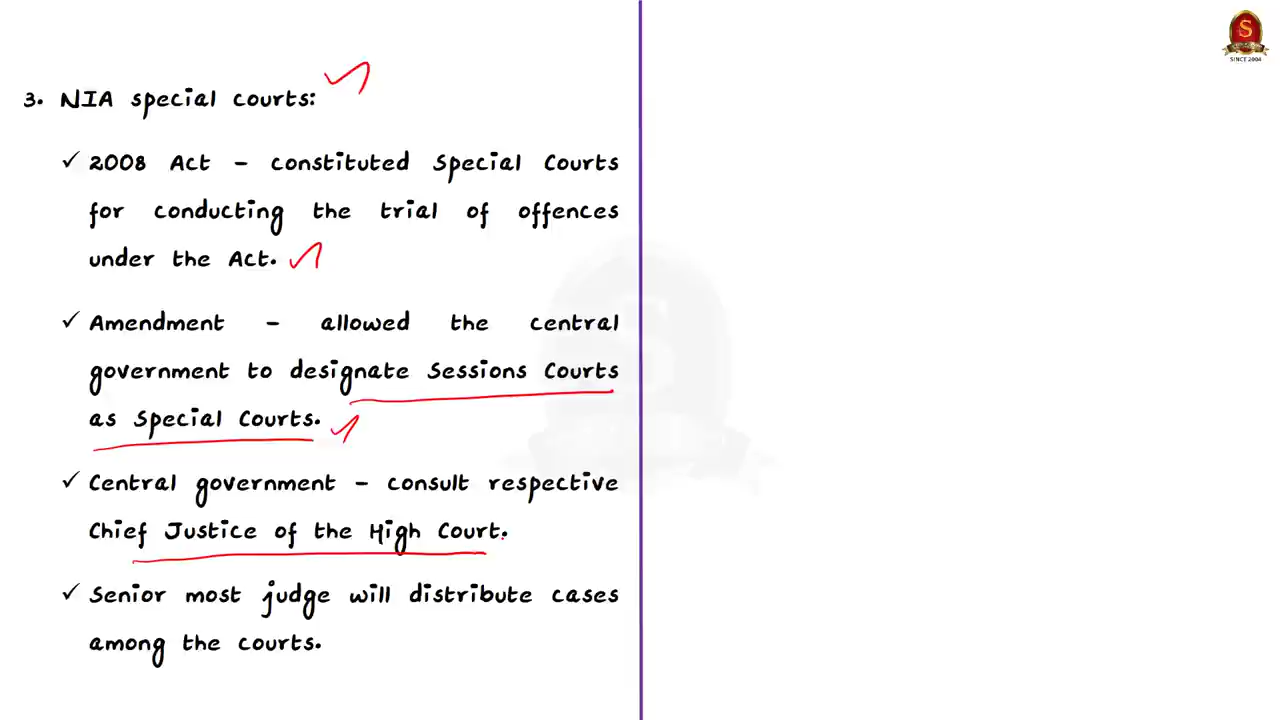 3. NIA special courts:
✓ 2008 Act – constituted Special Courts
for conducting the trial of offences
under the Act.
✓ Amendment – allowed the central
government to designate Sessions Courts
as Special Courts.
✓ Central government – consult respective
Chief Justice of the High Court.
✓ Senior most judge will distribute cases
among the courts.
S
SINCE 2004